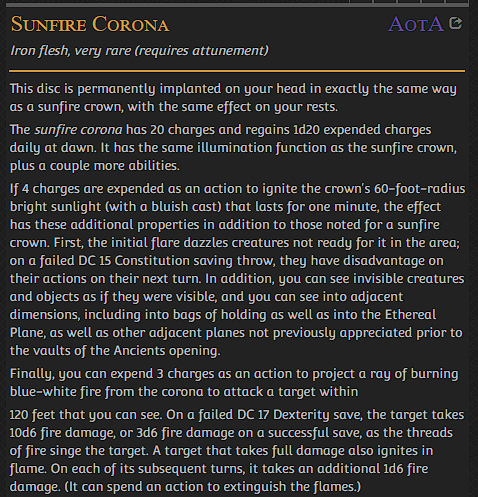 Sunfire Corona AotA
Iron flesh, very rare (requires attunement)
This disc is permanently implanted on your head in exactly the same way
as a sunfire crown, with the same effect on your rests.
The sunfire corona has 20 charges and regains 1d20 expended charges
daily at dawn. It has the same illumination function as the sunfire crown,
plus a couple more abilities.
If 4 charges are expended as an action to ignite the crown's 60-foot-radius
bright sunlight (with a bluish cast) that lasts for one minute, the effect
has these additional properties in addition to those noted for a sunfire
crown. First, the initial flare dazzles creatures not ready for it in the area;
on a failed DC 15 Constitution saving throw, they have disadvantage on
their actions on their next turn. In addition, you can see invisible creatures
and objects as if they were visible, and you can see into adjacent
dimensions, including into bags of holding as well as into the Ethereal
Plane, as well as other adjacent planes not previously appreciated prior to
the vaults of the Ancients opening.
Finally, you can expend 3 charges as an action to project a ray of burning
blue-white fire from the corona to attack a target within
120 feet that you can see. On a failed DC 17 Dexterity save, the target takes
10d6 fire damage, or 3d6 fire damage on a successful save, as the threads
of fire singe the target. A target that takes full damage also ignites in
flame. On each of its subsequent turns, it takes an additional 1d6 fire
damage. (It can spend an action to extinguish the flames.)